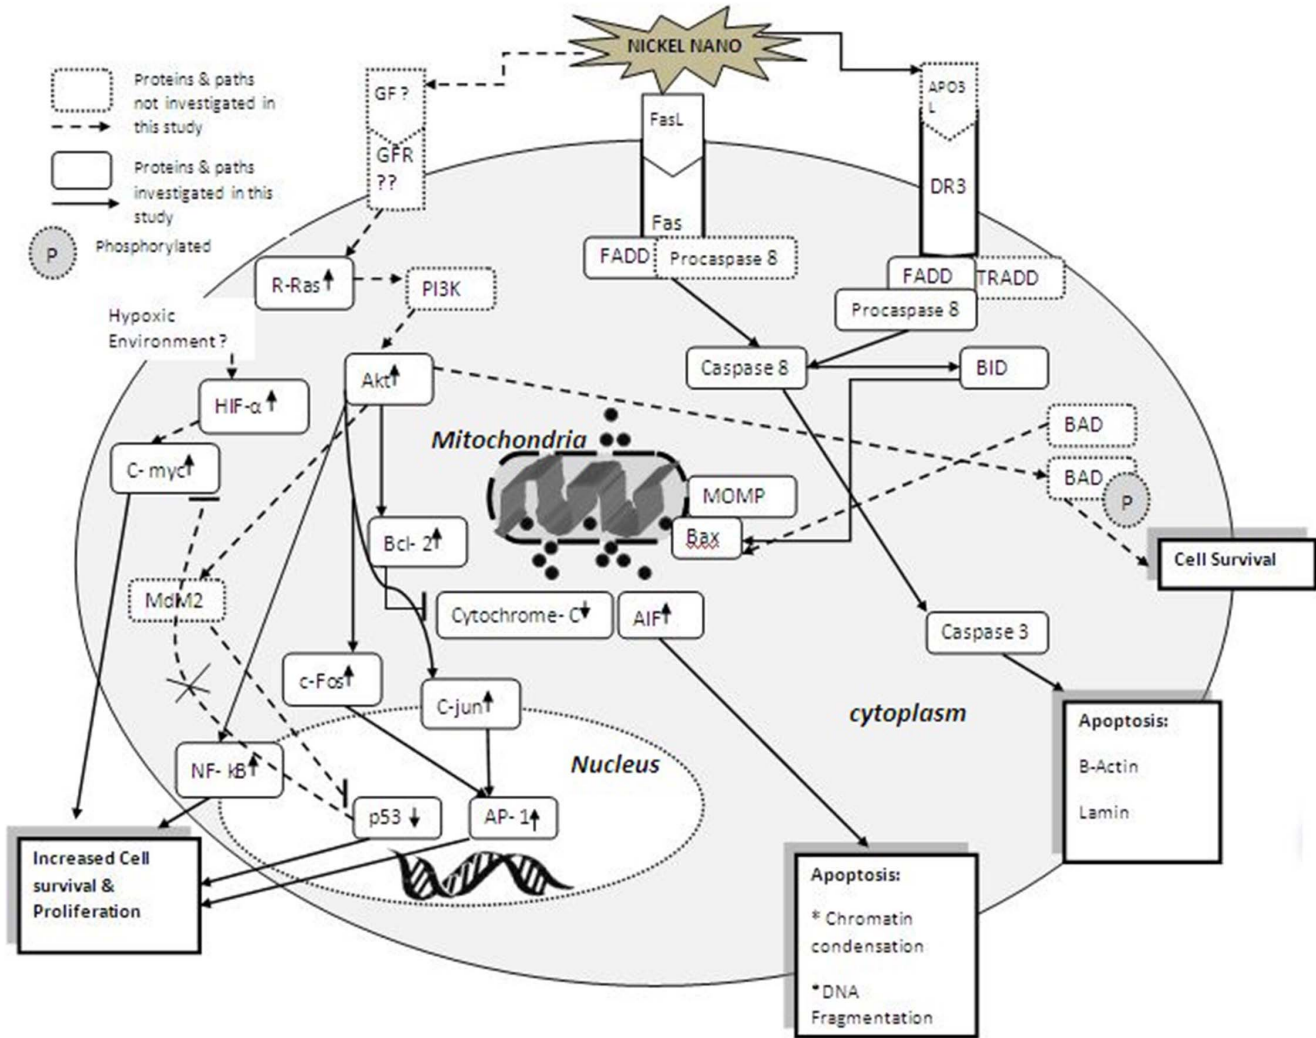 NICKEL NANO
Proteins & paths
not investigated in
this study
Proteins & paths
investigated in this
study
P
Phosphorylated
GF ?
GFR
??
FasL
Fas
APO3
L
DR3
FADD
Procaspase 8
FADD
TRADD
Procaspase 8
R-Ras
PI3K
Hypoxic
Environment ?
Akt
Caspase 8
BID
HIF-α
BAD
Mitochondria
C- myc
BAD
P
MOMP
Bax
Bcl- 2
Cell Survival
MdM2
Cytochrome- C
AIF
Caspase 3
c-Fos
C-jun
cytoplasm
Apoptosis:
B-Actin
Lamin
NF- kB
Nucleus
p53
AP- 1
Increased Cell
survival &
Proliferation
Apoptosis:
* Chromatin
condensation
*DNA
Fragmentation